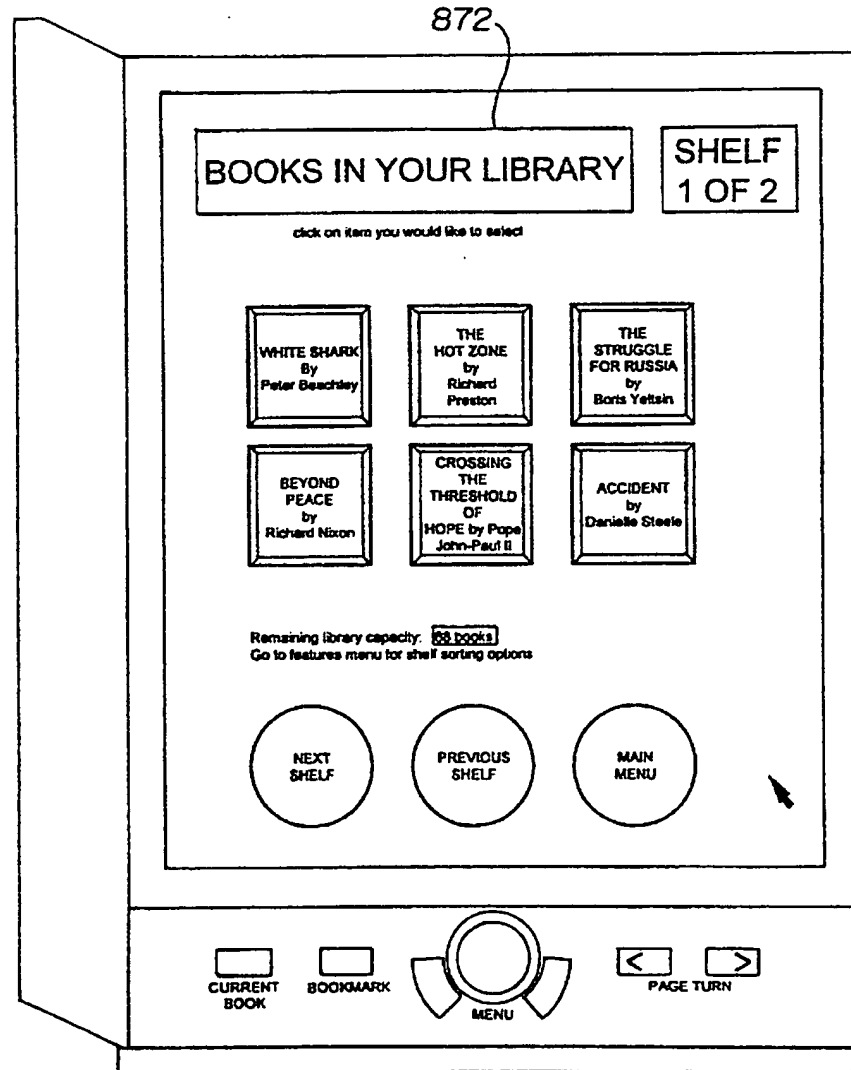 872
BOOKS IN YOUR LIBRARY
SHELF
1 OF 2
click on item you would like to select
WHITE SHARK
By
Peter Beachley
THE
HOT ZONE
by
Richard
Preston
THE
STRUGGLE
FOR RUSSIA
by
Boris Yeltsin
BEYOND
PEACE
by
Richard Nixon
CROSSING
THE
THRESHOLD
OF
HOPE by Pope
John-Paul II
ACCIDENT
by
Danielle Steele
Remaining library capacity: 68 books
Go to features menu for shelf sorting options
NEXT
SHELF
PREVIOUS
SHELF
MAIN
MENU
CURRENT
BOOK
BOOKMARK
MENU
< >
PAGE TURN